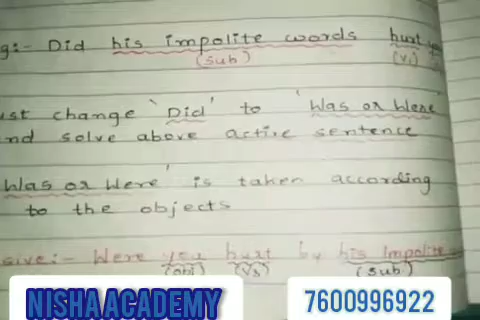 g:- Did his impolite words hurt you
(sub) (V1)
ust change 'Did' to 'Was or Were'
nd solve above active sentence
Was or Were' is taken according
to the objects
sive:- Were you hurt by his Impolite
(obj) (V3) (sub)
NISHA ACADEMY 7600996922